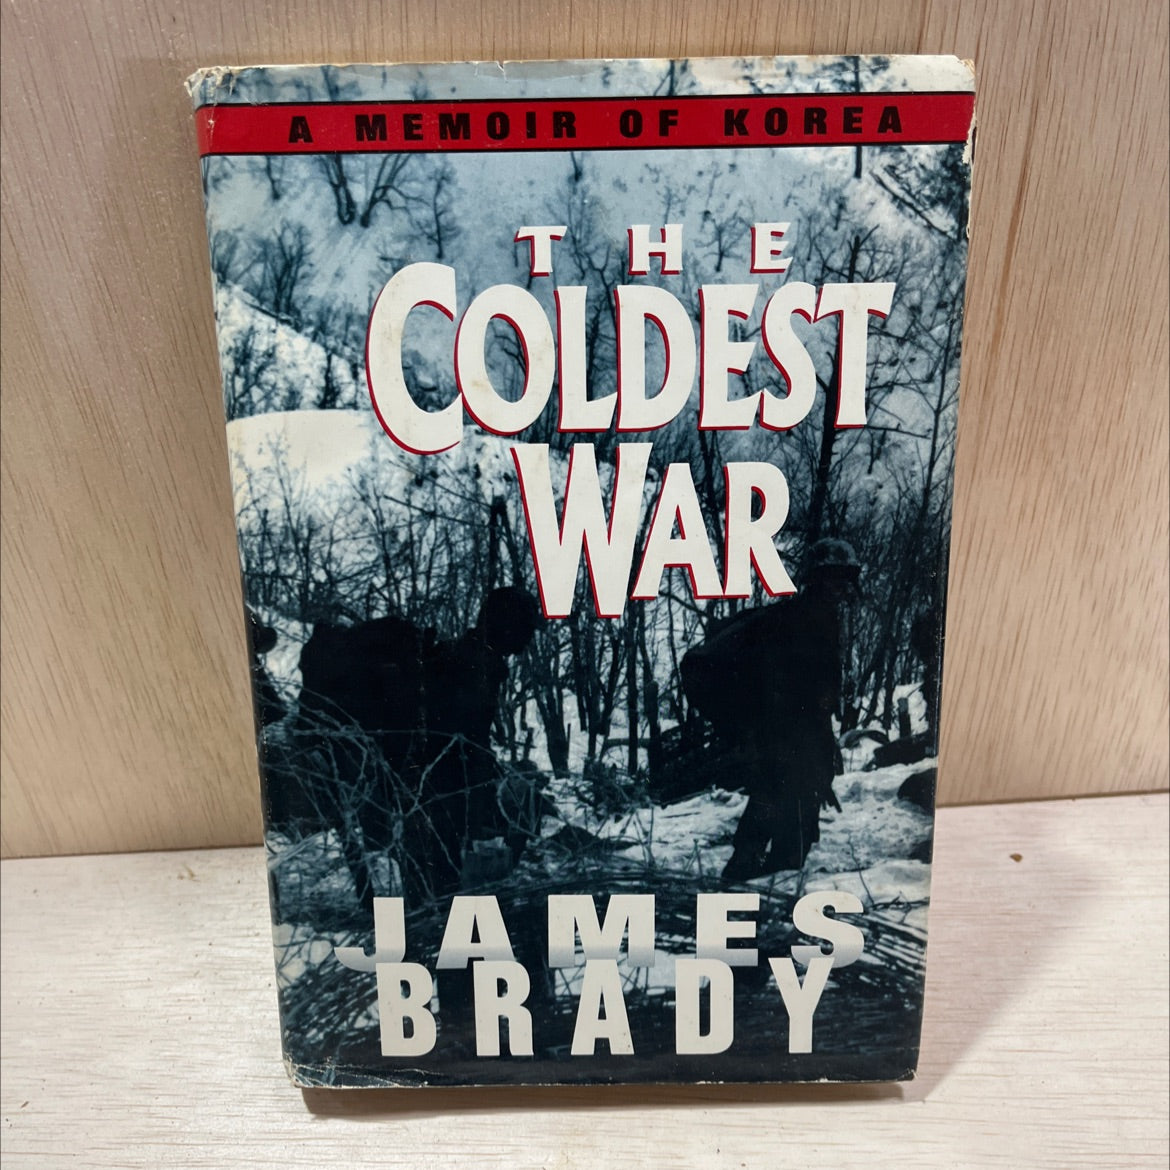 A MEMOIR OF KOREA
THE
COLDEST
WAR
JAMES
BRADY